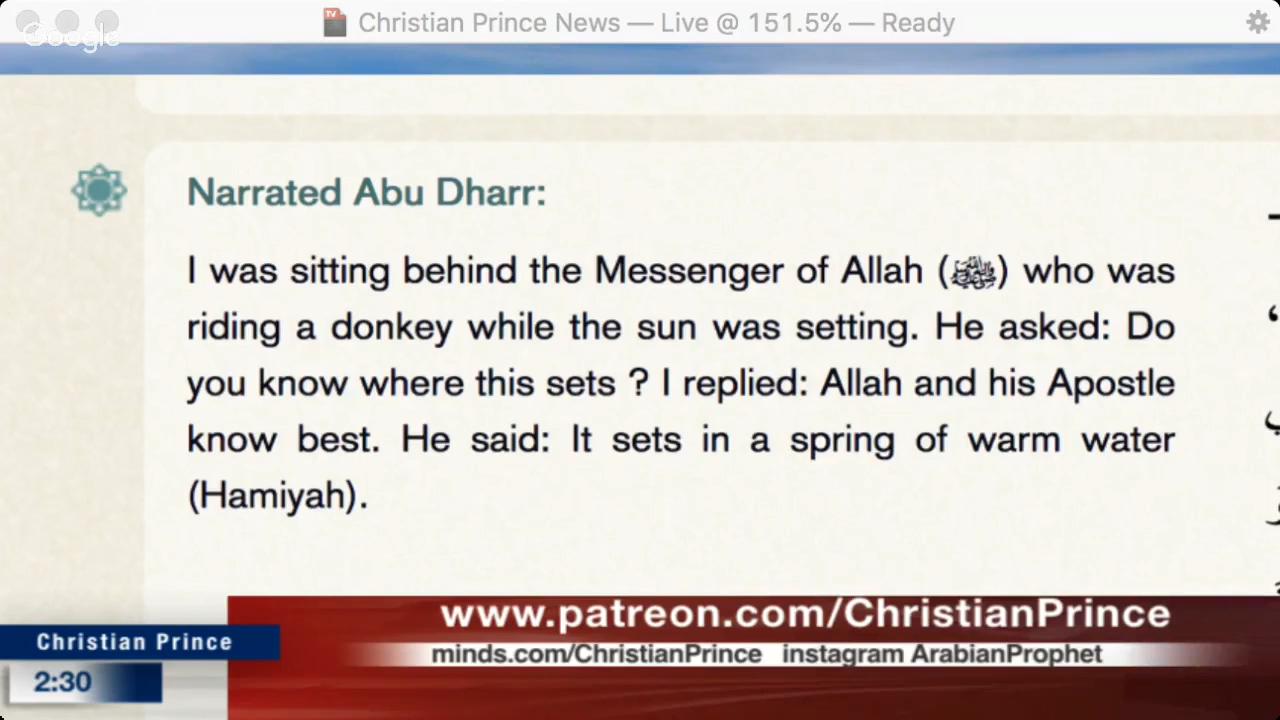 Christian Prince News — Live @ 151.5% — Ready
Google
TV
Narrated Abu Dharr:
I was sitting behind the Messenger of Allah (ﷺ) who was
riding a donkey while the sun was setting. He asked: Do
you know where this sets ? I replied: Allah and his Apostle
know best. He said: It sets in a spring of warm water
(Hamiyah).
www.patreon.com/ChristianPrince
Christian Prince
minds.com/ChristianPrince instagram ArabianProphet
2:30